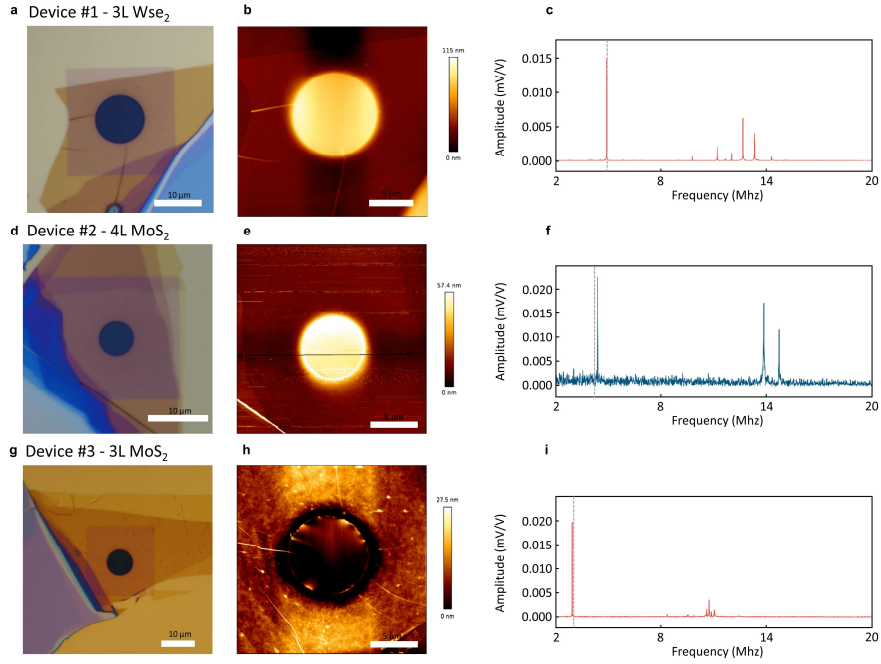 a Device #1 - 3L Wse₂
b
c
10 µm
115 nm
0 nm
5 µm
Amplitude (mV/V)
0.015
0.010
0.005
0.000
2 8 14 20
Frequency (Mhz)
d Device #2 - 4L MoS₂
e
f
10 µm
57.4 nm
0 nm
5 µm
Amplitude (mV/V)
0.020
0.015
0.010
0.005
0.000
2 8 14 20
Frequency (Mhz)
g Device #3 - 3L MoS₂
h
i
10 µm
27.5 nm
0 nm
5 µm
Amplitude (mV/V)
0.020
0.015
0.010
0.005
0.000
2 8 14 20
Frequency (Mhz)